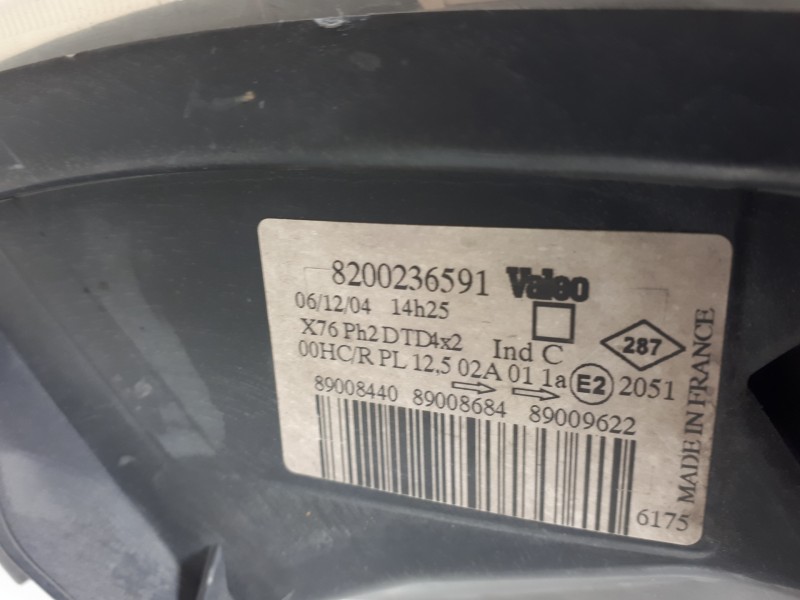 8200236591 Valeo
06/12/04 14h25
X76 Ph2 DTD4x2 Ind C 287
00HC/R PL 12,5 02A 01 1a E2 2051
89008440 89008684 89009622
6175
MADE IN FRANCE